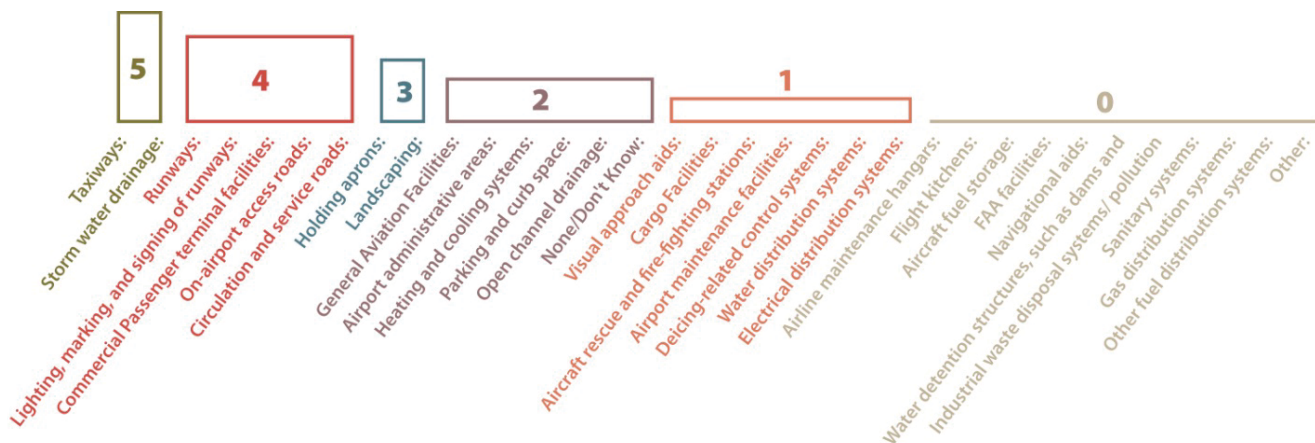 5
4
3
2
1
0
Taxiways:
Storm water drainage:
Runways:
Lighting, marking, and signing of runways:
Commercial Passenger terminal facilities:
On-airport access roads:
Circulation and service roads:
Holding aprons:
Landscaping:
General Aviation Facilities:
Airport administrative areas:
Heating and cooling systems:
Parking and curb space:
Open channel drainage:
None/Don't Know:
Visual approach aids:
Cargo Facilities:
Aircraft rescue and fire-fighting stations:
Airport maintenance facilities:
Deicing-related control systems:
Water distribution systems:
Electrical distribution systems:
Airline maintenance hangars:
Flight kitchens:
Aircraft fuel storage:
FAA facilities:
Navigational aids:
Water detention structures, such as dams and
Industrial waste disposal systems/ pollution
Sanitary systems:
Gas distribution systems:
Other fuel distribution systems:
Other: